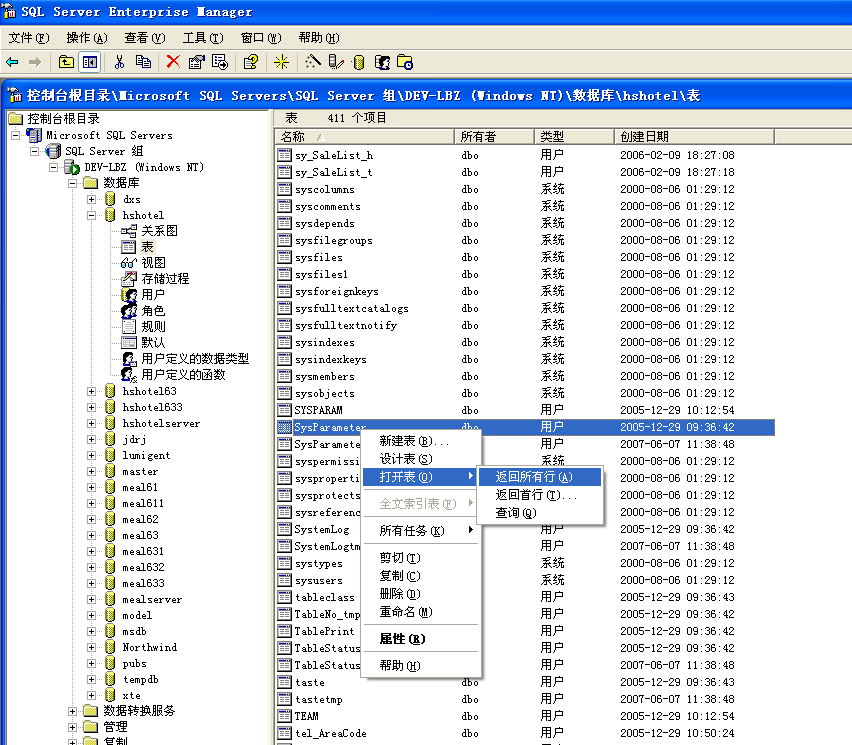 SQL Server Enterprise Manager
文件(F) 操作(A) 查看(V) 工具(T) 窗口(W) 帮助(H)
控制台根目录\Microsoft SQL Servers\SQL Server 组\DEV-LBZ (Windows NT)\数据库\hshotel\表
控制台根目录
Microsoft SQL Servers
SQL Server 组
DEV-LBZ (Windows NT)
数据库
dxs
hshotel
关系图
表
视图
存储过程
用户
角色
规则
默认
用户定义的数据类型
用户定义的函数
hshotel63
hshotel633
hshotelserver
jdrj
lumigent
master
meal61
meal611
meal62
meal63
meal631
meal632
meal633
mealserver
model
msdb
Northwind
pubs
tempdb
xte
数据转换服务
管理
复制
表 411 个项目
名称 所有者 类型 创建日期
sy_SaleList_h dbo 用户 2006-02-09 18:27:08
sy_SaleList_t dbo 用户 2006-02-09 18:27:18
syscolumns dbo 系统 2000-08-06 01:29:12
syscomments dbo 系统 2000-08-06 01:29:12
sysdepends dbo 系统 2000-08-06 01:29:12
sysfilegroups dbo 系统 2000-08-06 01:29:12
sysfiles dbo 系统 2000-08-06 01:29:12
sysfiles1 dbo 系统 2000-08-06 01:29:12
sysforeignkeys dbo 系统 2000-08-06 01:29:12
sysfulltextcatalogs dbo 系统 2000-08-06 01:29:12
sysfulltextnotify dbo 系统 2000-08-06 01:29:12
sysindexes dbo 系统 2000-08-06 01:29:12
sysindexkeys dbo 系统 2000-08-06 01:29:12
sysmembers dbo 系统 2000-08-06 01:29:12
sysobjects dbo 系统 2000-08-06 01:29:12
SYSPARAM dbo 用户 2005-12-29 10:12:54
SysParameter dbo 用户 2005-12-29 09:36:42
SysParamete 用户 2007-06-07 11:38:48
syspermissi 系统 2000-08-06 01:29:12
sysproperti 2000-08-06 01:29:12
sysprotects 2000-08-06 01:29:12
sysreferenc 2000-08-06 01:29:12
SystemLog 用户 2005-12-29 09:36:42
SystemLogtm 用户 2007-06-07 11:38:48
systypes 系统 2000-08-06 01:29:12
sysusers 系统 2000-08-06 01:29:12
tableclass 用户 2005-12-29 09:36:43
TableNo_tmp 用户 2005-12-29 09:36:42
TablePrint 用户 2005-12-29 09:36:42
TableStatus 用户 2005-12-29 09:36:42
TableStatus 用户 2007-06-07 11:38:48
taste dbo 用户 2005-12-29 09:36:43
tastetmp dbo 用户 2007-06-07 11:38:48
TEAM dbo 用户 2005-12-29 10:12:54
tel_AreaCode dbo 用户 2005-12-29 10:50:24
新建表(B)...
设计表(S)
打开表(O)
全文索引表(F)
所有任务(K)
剪切(T)
复制(C)
删除(D)
重命名(M)
属性(R)
帮助(H)
返回所有行(A)
返回首行(T)...
查询(Q)